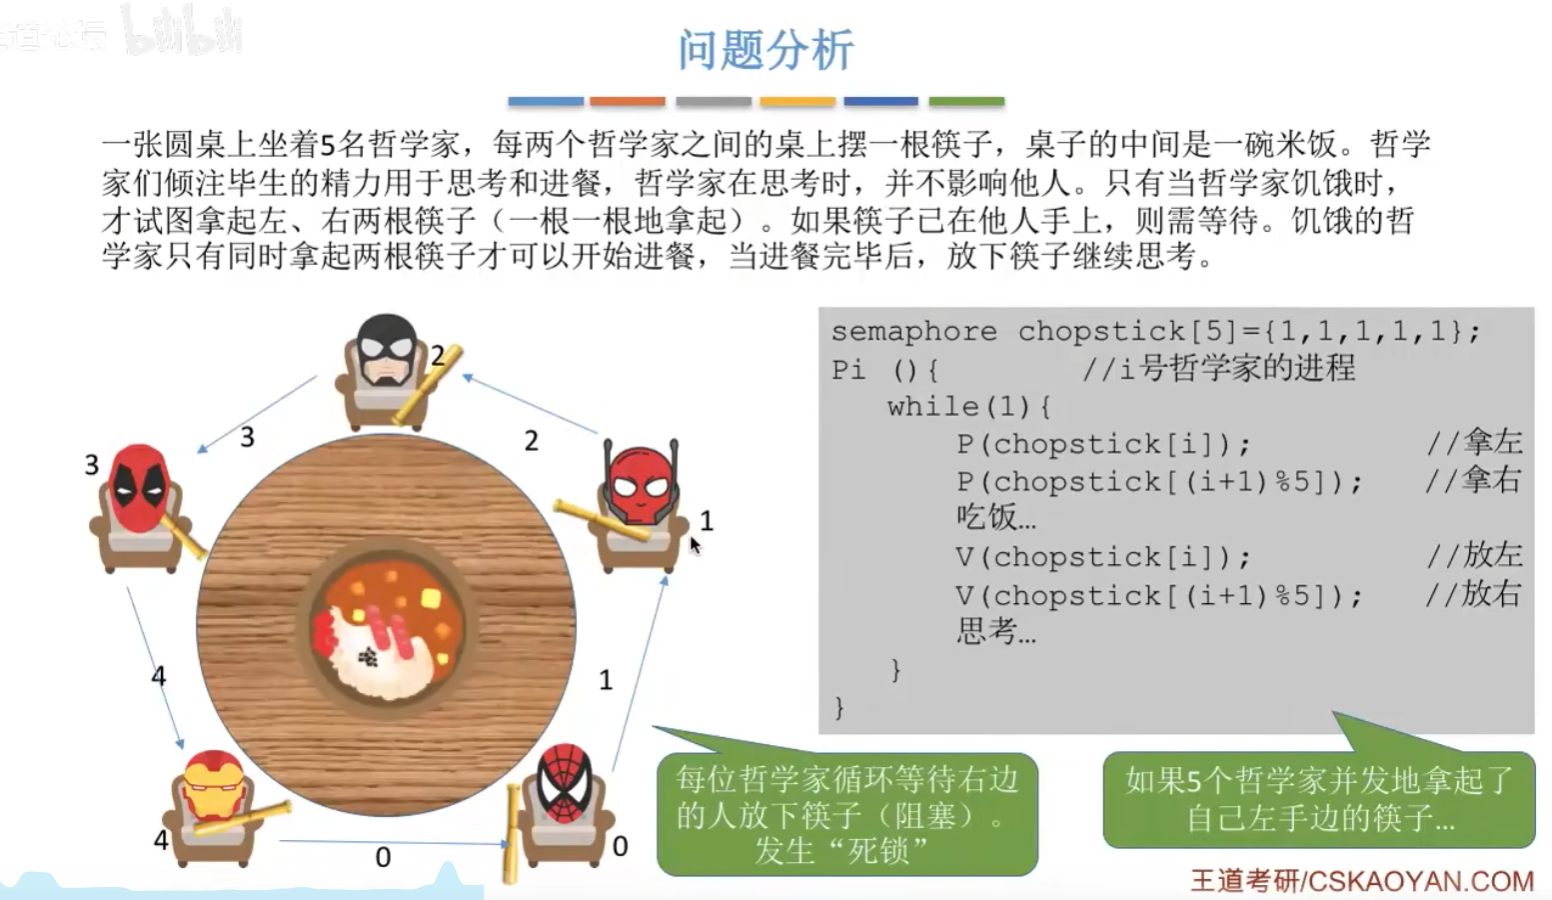 道论坛 bilibili
问题分析
一张圆桌上坐着5名哲学家，每两个哲学家之间的桌上摆一根筷子，桌子的中间是一碗米饭。哲学
家们倾注毕生的精力用于思考和进餐，哲学家在思考时，并不影响他人。只有当哲学家饥饿时，
才试图拿起左、右两根筷子（一根一根地拿起）。如果筷子已在他人手上，则需等待。饥饿的哲
学家只有同时拿起两根筷子才可以开始进餐，当进餐完毕后，放下筷子继续思考。
2
3
2
3
1
4
1
4
0
0
semaphore chopstick[5]={1,1,1,1,1};
Pi (){ //i号哲学家的进程
while(1){
P(chopstick[i]); //拿左
P(chopstick[(i+1)%5]); //拿右
吃饭…
V(chopstick[i]); //放左
V(chopstick[(i+1)%5]); //放右
思考…
}
}
每位哲学家循环等待右边
的人放下筷子（阻塞）。
发生“死锁”
如果5个哲学家并发地拿起了
自己左手边的筷子…
王道考研/CSKAOYAN.COM